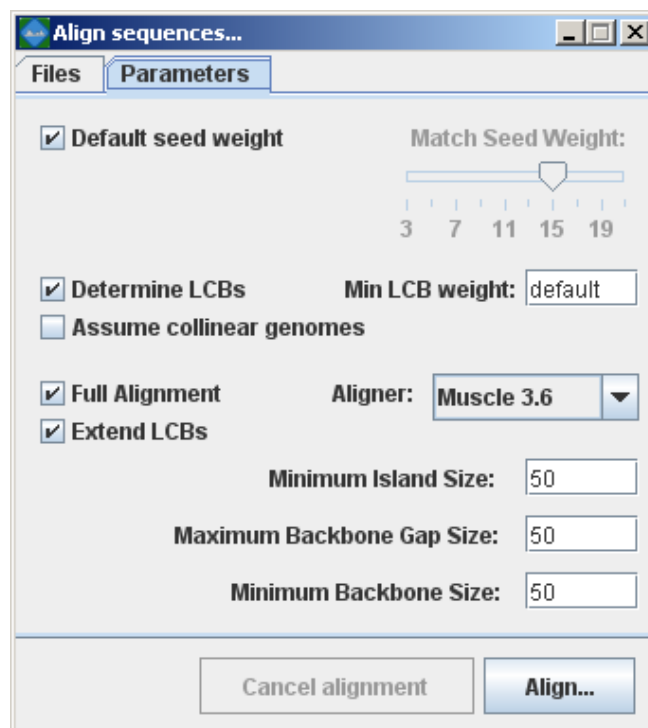 Align sequences...
Files Parameters
Default seed weight Match Seed Weight:
3 7 11 15 19
Determine LCBs Min LCB weight: default
Assume collinear genomes
Full Alignment Aligner: Muscle 3.6
Extend LCBs
Minimum Island Size: 50
Maximum Backbone Gap Size: 50
Minimum Backbone Size: 50
Cancel alignment Align...